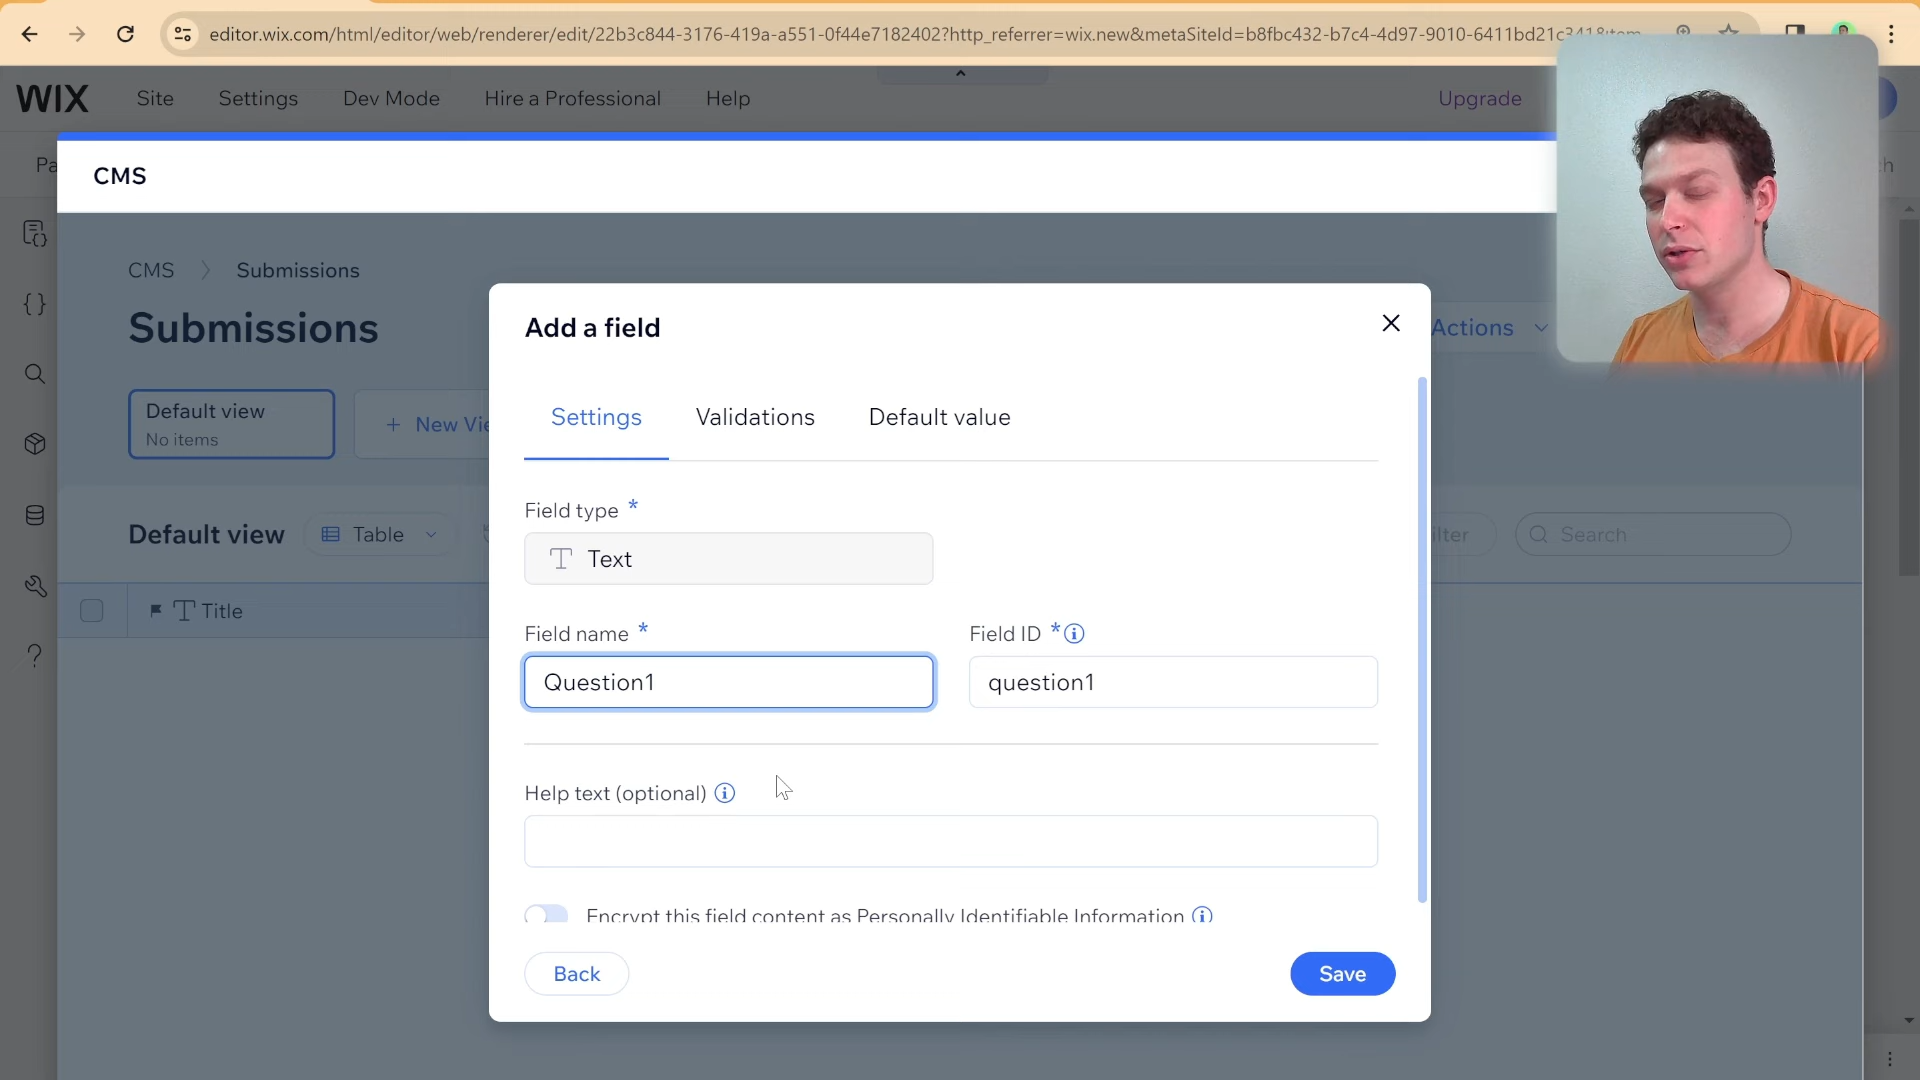 editor.wix.com/html/editor/web/renderer/edit/22b3c844-3176-419a-a551-0f44e7182402?http_referrer=wix.new&metaSiteId=b8fbc432-b7c4-4d97-9010-6411bd21c341&item
WIX Site Settings Dev Mode Hire a Professional Help Upgrade
CMS
CMS Submissions
Submissions
Actions
Default view
No items
+ New Vie
Default view Table
Search
Title
Add a field
Settings Validations Default value
Field type *
Text
Field name * Field ID *
Question1 question1
Help text (optional)
Encrypt this field content as Personally Identifiable Information
Back Save